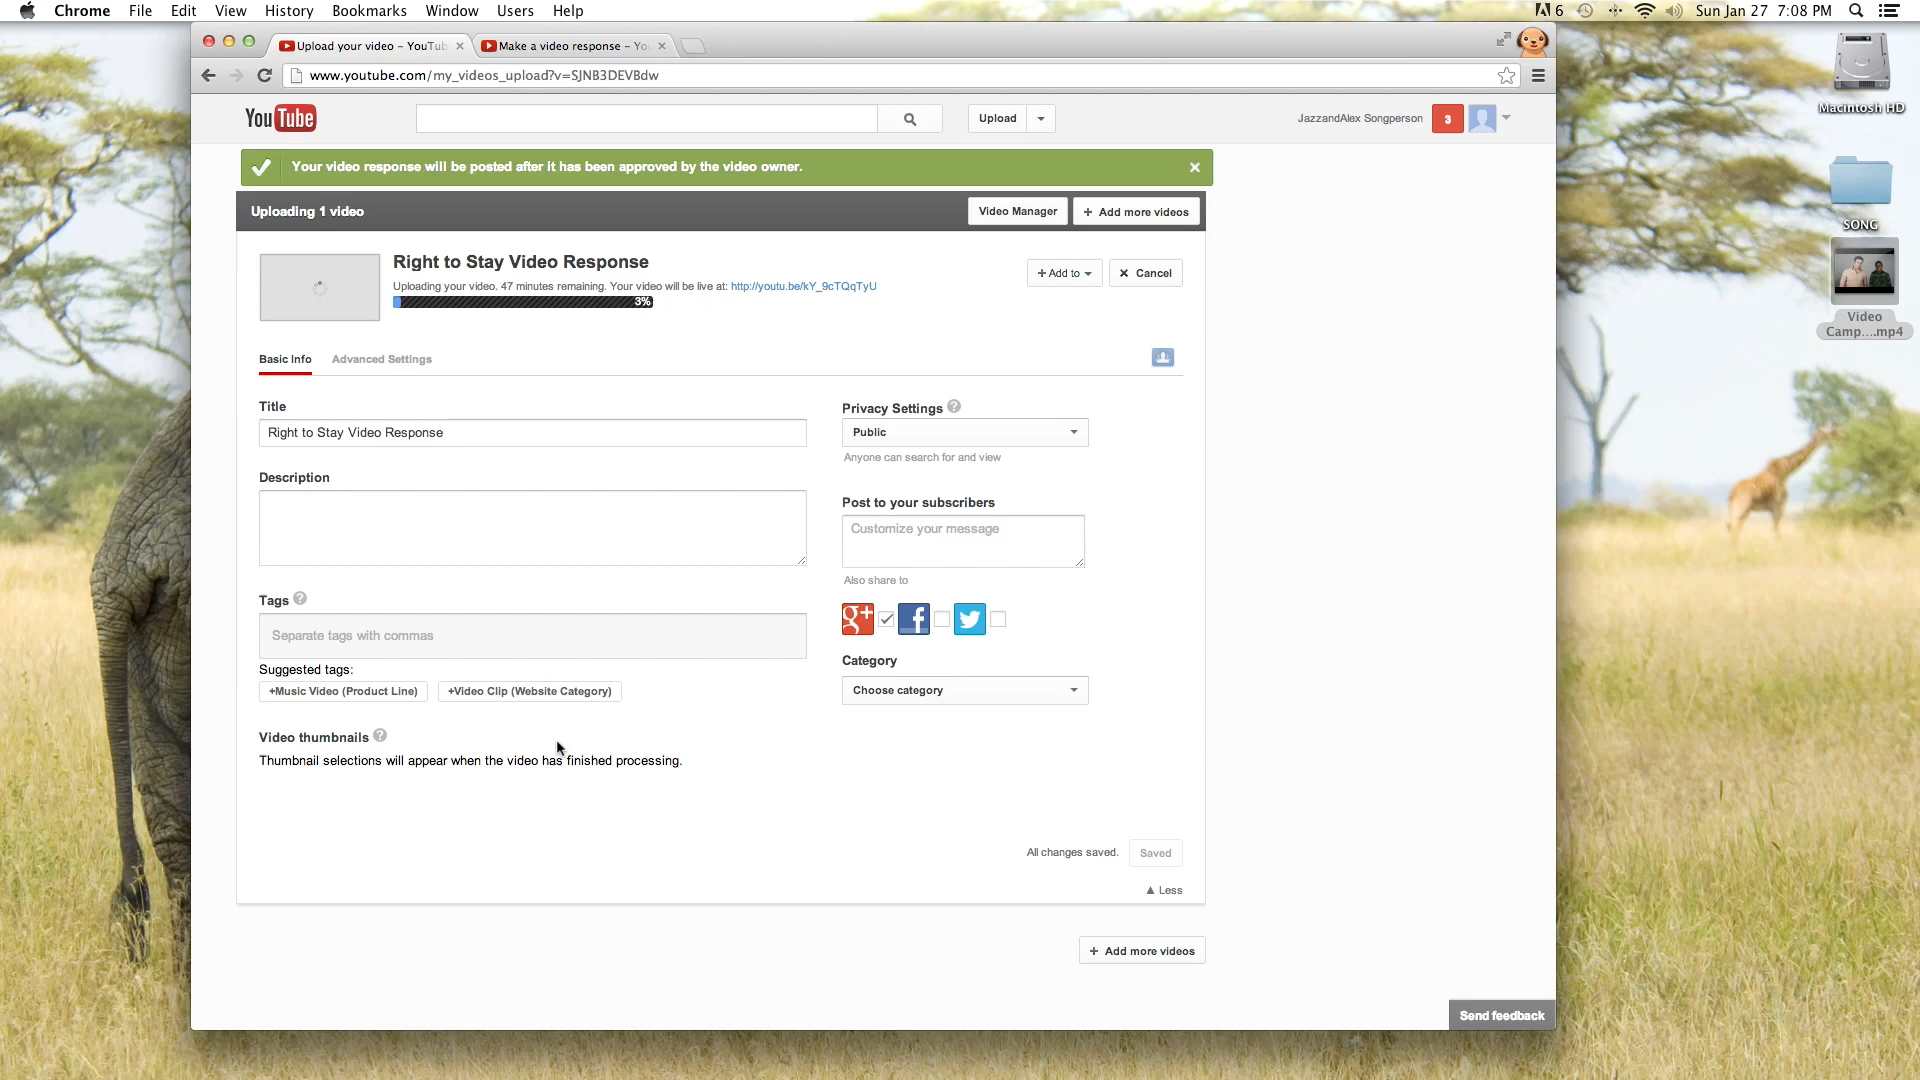 Chrome File Edit View History Bookmarks Window Users Help
6 Sun Jan 27 7:08 PM
Upload your video - YouTub
Make a video response - Yo
www.youtube.com/my_videos_upload?v=SJNB3DEVBdw
YouTube
Upload
JazzandAlex Songperson
3
Macintosh HD
Your video response will be posted after it has been approved by the video owner.
Uploading 1 video
Video Manager
+ Add more videos
SONG
Right to Stay Video Response
+ Add to
Cancel
Uploading your video. 47 minutes remaining. Your video will be live at: http://youtu.be/kY_9cTQqTyU
3%
Video
Camp....mp4
Basic Info
Advanced Settings
Title
Right to Stay Video Response
Privacy Settings ?
Public
Anyone can search for and view
Description
Post to your subscribers
Customize your message
Also share to
g+
f
Tags ?
Separate tags with commas
Suggested tags:
+Music Video (Product Line)
+Video Clip (Website Category)
Category
Choose category
Video thumbnails ?
Thumbnail selections will appear when the video has finished processing.
All changes saved.
Saved
Less
+ Add more videos
Send feedback